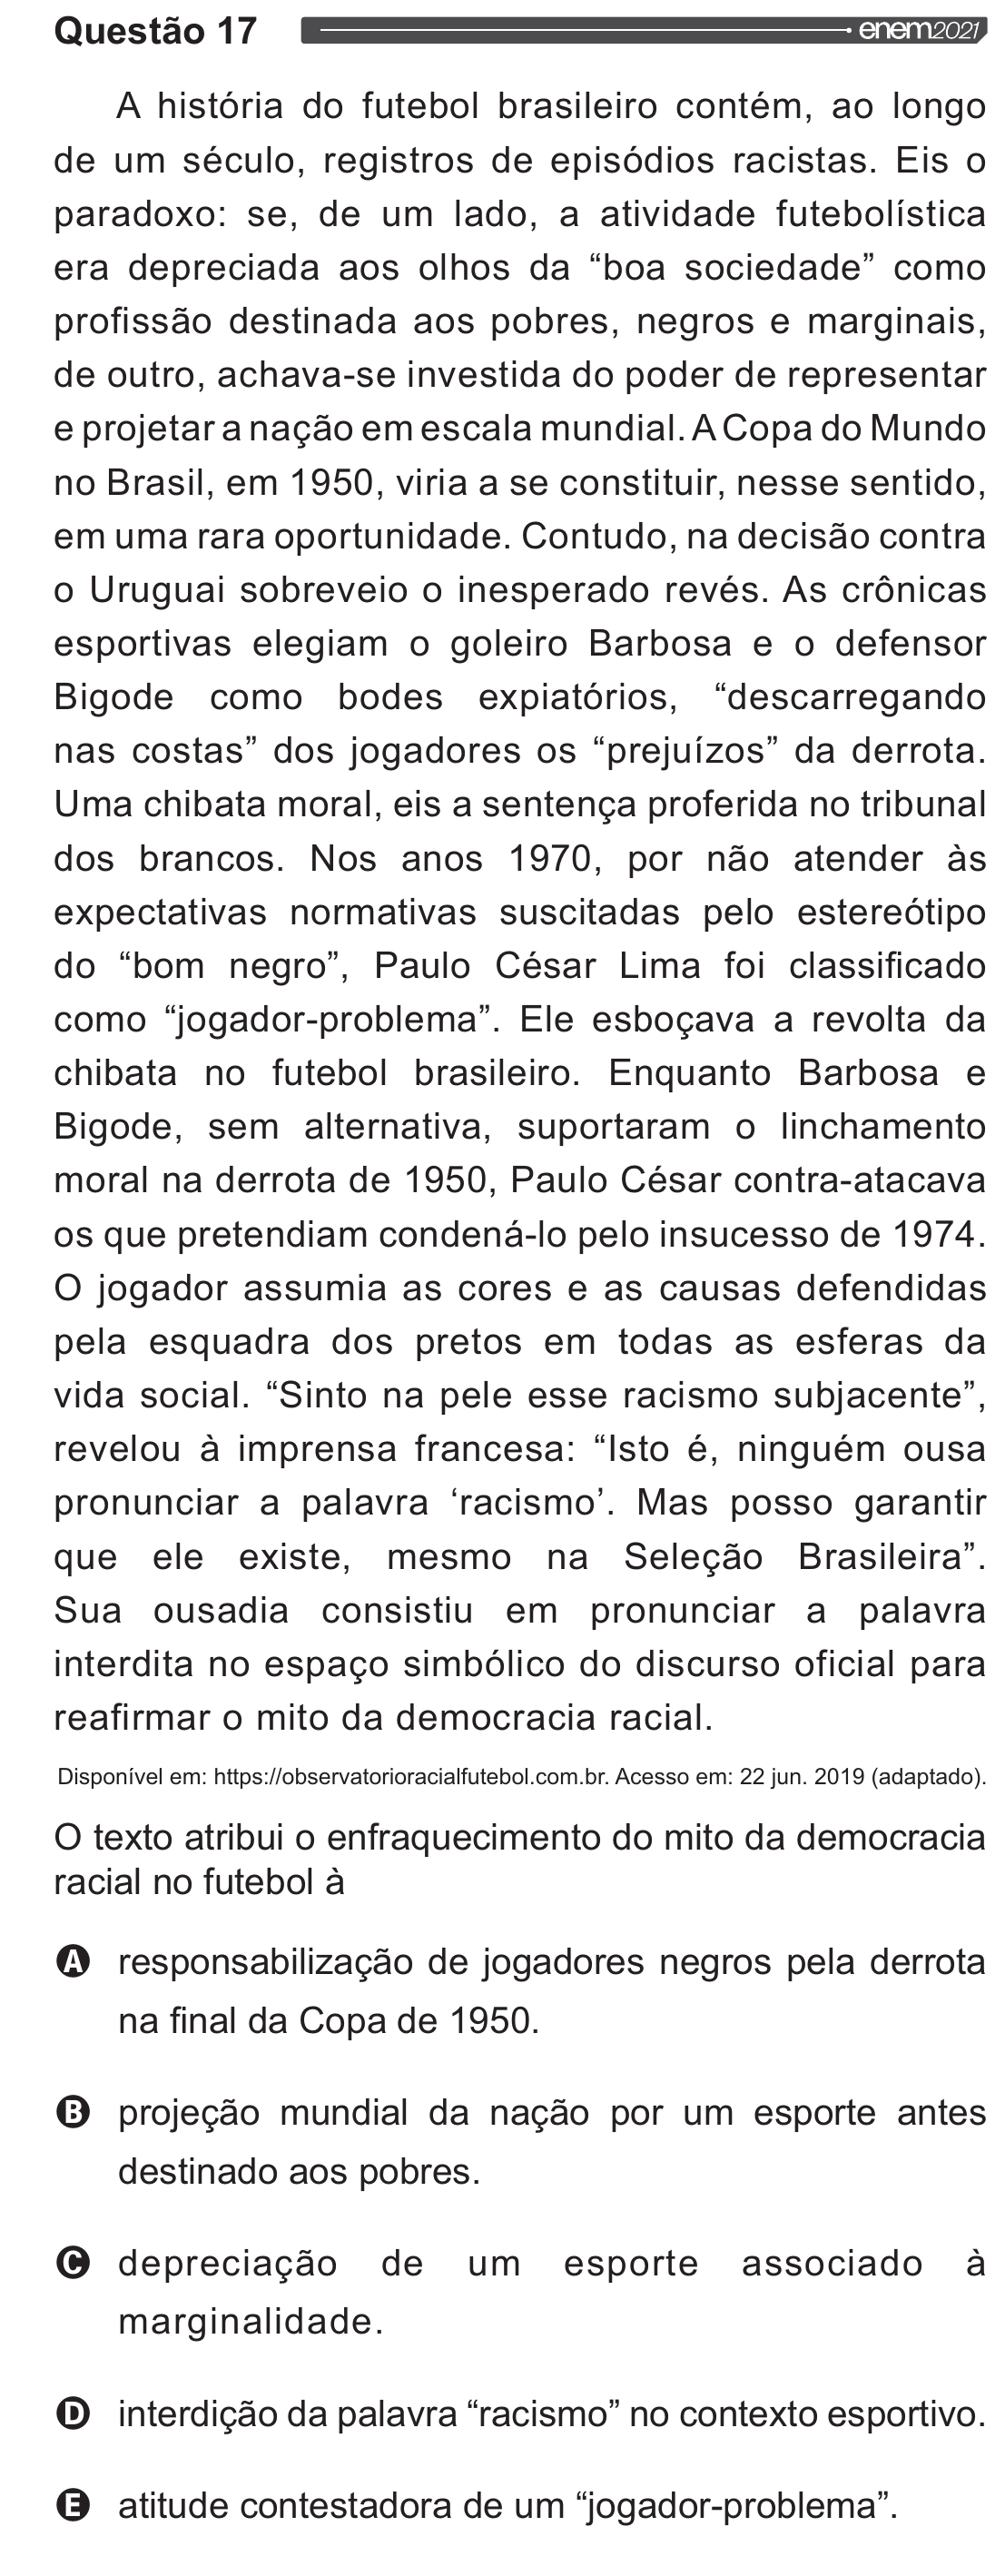 Questão 17
enem2021
A história do futebol brasileiro contém, ao longo
de um século, registros de episódios racistas. Eis o
paradoxo: se, de um lado, a atividade futebolística
era depreciada aos olhos da “boa sociedade” como
profissão destinada aos pobres, negros e marginais,
de outro, achava-se investida do poder de representar
e projetar a nação em escala mundial. A Copa do Mundo
no Brasil, em 1950, viria a se constituir, nesse sentido,
em uma rara oportunidade. Contudo, na decisão contra
o Uruguai sobreveio o inesperado revés. As crônicas
esportivas elegiam o goleiro Barbosa e o defensor
Bigode como bodes expiatórios, “descarregando
nas costas” dos jogadores os “prejuízos” da derrota.
Uma chibata moral, eis a sentença proferida no tribunal
dos brancos. Nos anos 1970, por não atender às
expectativas normativas suscitadas pelo estereótipo
do “bom negro”, Paulo César Lima foi classificado
como “jogador-problema”. Ele esboçava a revolta da
chibata no futebol brasileiro. Enquanto Barbosa e
Bigode, sem alternativa, suportaram o linchamento
moral na derrota de 1950, Paulo César contra-atacava
os que pretendiam condená-lo pelo insucesso de 1974.
O jogador assumia as cores e as causas defendidas
pela esquadra dos pretos em todas as esferas da
vida social. “Sinto na pele esse racismo subjacente”,
revelou à imprensa francesa: “Isto é, ninguém ousa
pronunciar a palavra ‘racismo’. Mas posso garantir
que ele existe, mesmo na Seleção Brasileira”.
Sua ousadia consistiu em pronunciar a palavra
interdita no espaço simbólico do discurso oficial para
reafirmar o mito da democracia racial.
Disponível em: https://observatorioracialfutebol.com.br. Acesso em: 22 jun. 2019 (adaptado).
O texto atribui o enfraquecimento do mito da democracia
racial no futebol à
A responsabilização de jogadores negros pela derrota
na final da Copa de 1950.
B projeção mundial da nação por um esporte antes
destinado aos pobres.
C depreciação de um esporte associado à
marginalidade.
D interdição da palavra “racismo” no contexto esportivo.
E atitude contestadora de um “jogador-problema”.